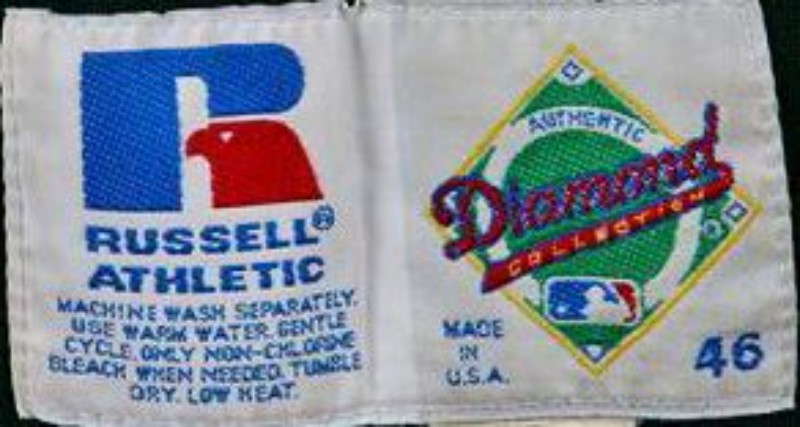 RUSSELL®
ATHLETIC
MACHINE WASH SEPARATELY.
USE WARM WATER, GENTLE
CYCLE. ONLY NON-CHLORINE
BLEACH WHEN NEEDED. TUMBLE
DRY. LOW HEAT.
AUTHENTIC
Diamond
COLLECTION
MADE
IN
U.S.A.
46